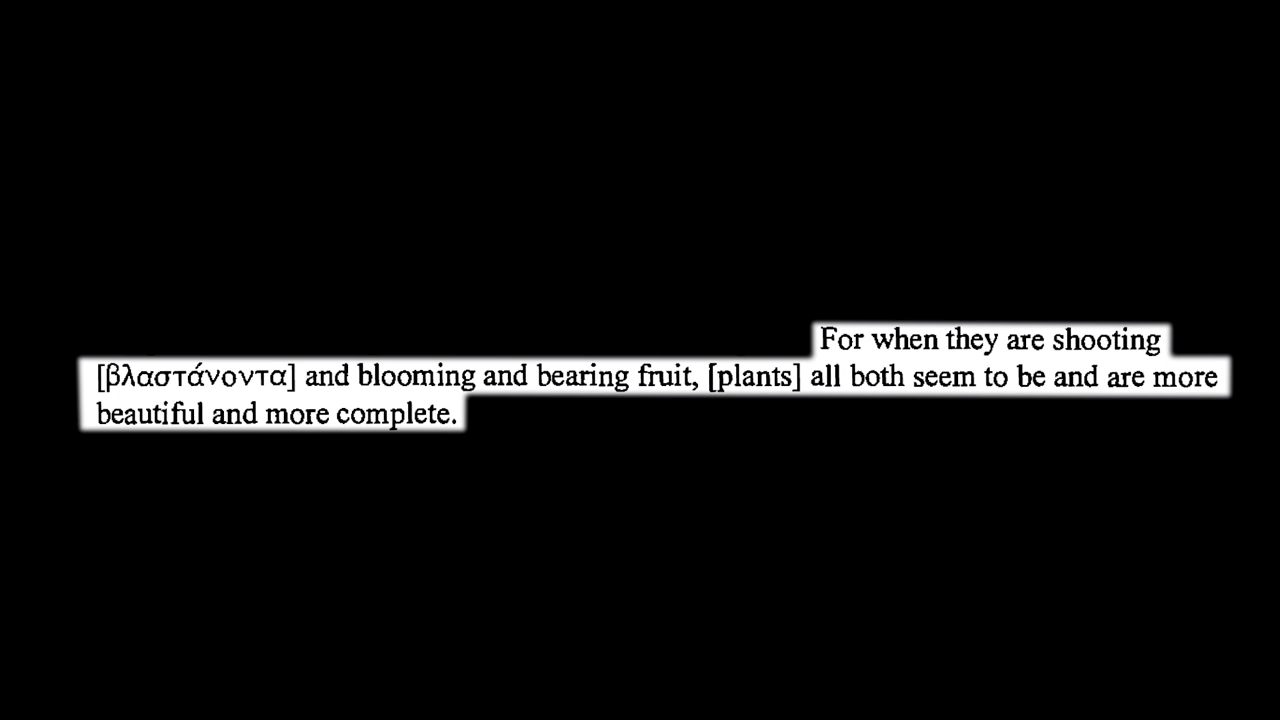 For when they are shooting
[βλαστάνοντα] and blooming and bearing fruit, [plants] all both seem to be and are more
beautiful and more complete.